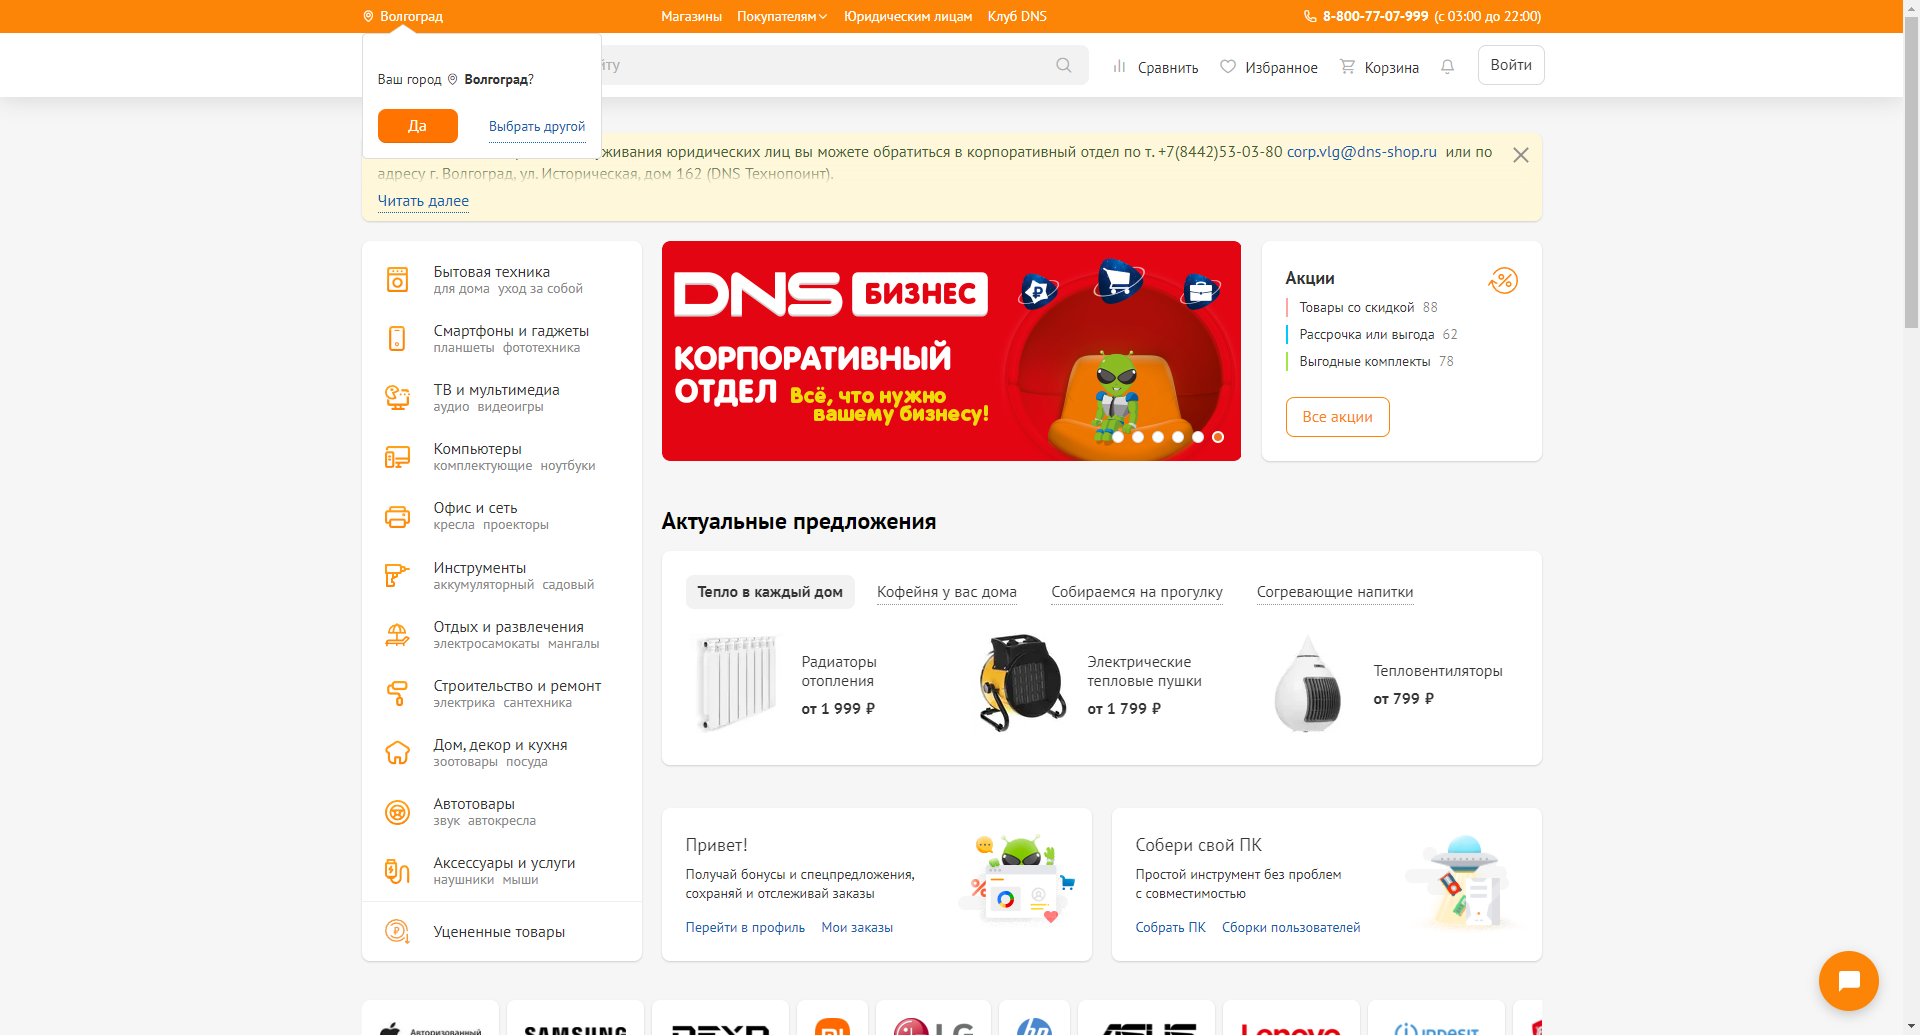 Волгоград
Магазины Покупателям Юридическим лицам Клуб DNS
8-800-77-07-999 (с 03:00 до 22:00)
Ваш город Волгоград?
Да Выбрать другой
Сравнить Избранное Корзина
Войти
живания юридических лиц вы можете обратиться в корпоративный отдел по т. +7(8442)53-03-80 corp.vlg@dns-shop.ru или по
адресу г. Волгоград, ул. Историческая, дом 162 (DNS Технопоинт).
Читать далее
Бытовая техника
для дома уход за собой
Смартфоны и гаджеты
планшеты фототехника
ТВ и мультимедиа
аудио видеоигры
Компьютеры
комплектующие ноутбуки
Офис и сеть
кресла проекторы
Инструменты
аккумуляторный садовый
Отдых и развлечения
электросамокаты мангалы
Строительство и ремонт
электрика сантехника
Дом, декор и кухня
зоотовары посуда
Автотовары
звук автокресла
Аксессуары и услуги
наушники мыши
Уцененные товары
DNS БИЗНЕС
КОРПОРАТИВНЫЙ
ОТДЕЛ
Всё, что нужно
вашему бизнесу!
Акции
Товары со скидкой 88
Рассрочка или выгода 62
Выгодные комплекты 78
Все акции
Актуальные предложения
Тепло в каждый дом Кофейня у вас дома Собираемся на прогулку Согревающие напитки
Радиаторы
отопления
от 1 999 ₽
Электрические
тепловые пушки
от 1 799 ₽
Тепловентиляторы
от 799 ₽
Привет!
Получай бонусы и спецпредложения,
сохраняй и отслеживай заказы
Перейти в профиль Мои заказы
Собери свой ПК
Простой инструмент без проблем
с совместимостью
Собрать ПК Сборки пользователей
Авторизованный SAMSUNG DEXP LG hp ASUS Lenovo indesit